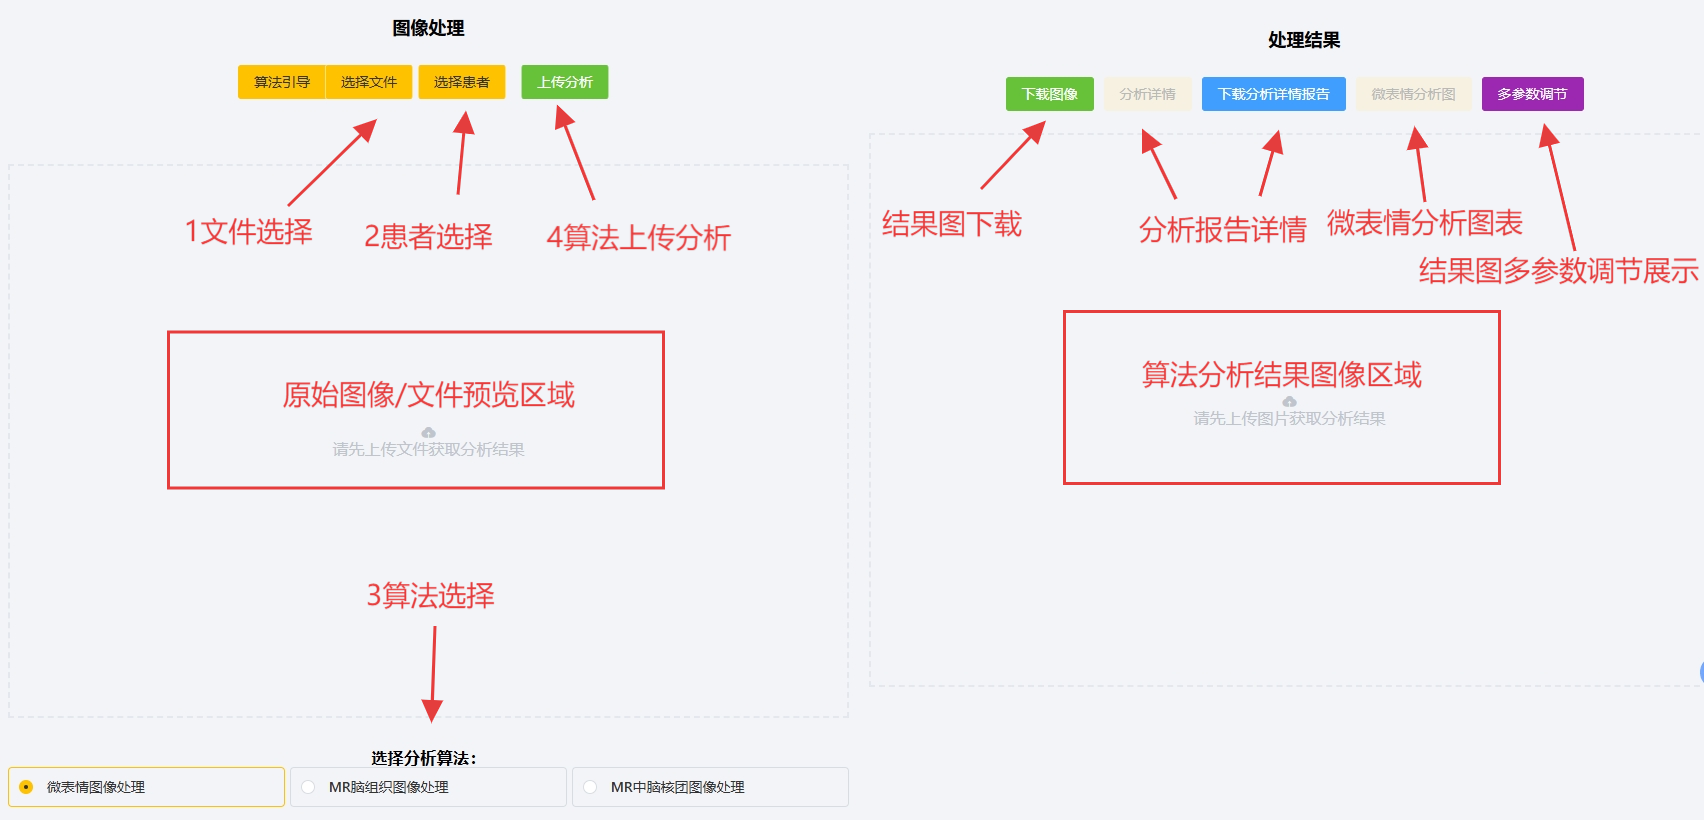 图像处理
算法引导 选择文件 选择患者 上传分析
1文件选择 2患者选择 4算法上传分析
原始图像/文件预览区域
请先上传文件获取分析结果
3算法选择
选择分析算法:
微表情图像处理 MR脑组织图像处理 MR中脑核团图像处理
处理结果
下载图像 分析详情 下载分析详情报告 微表情分析图 多参数调节
结果图下载 分析报告详情 微表情分析图表
结果图多参数调节展示
算法分析结果图像区域
请先上传图片获取分析结果